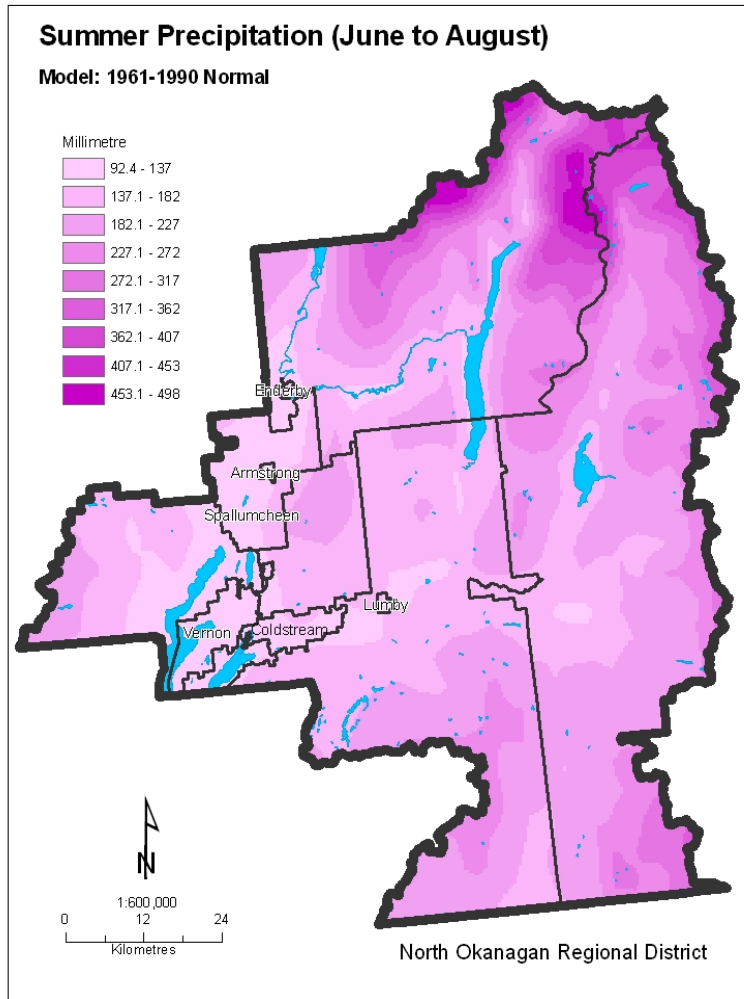 Summer Precipitation (June to August)
Model: 1961-1990 Normal
Millimetre
92.4 - 137
137.1 - 182
182.1 - 227
227.1 - 272
272.1 - 317
317.1 - 362
362.1 - 407
407.1 - 453
453.1 - 498
Enderby
Armstrong
Spallumcheen
Lumby
Vernon
Coldstream
N
1:600,000
0 12 24
Kilometres
North Okanagan Regional District